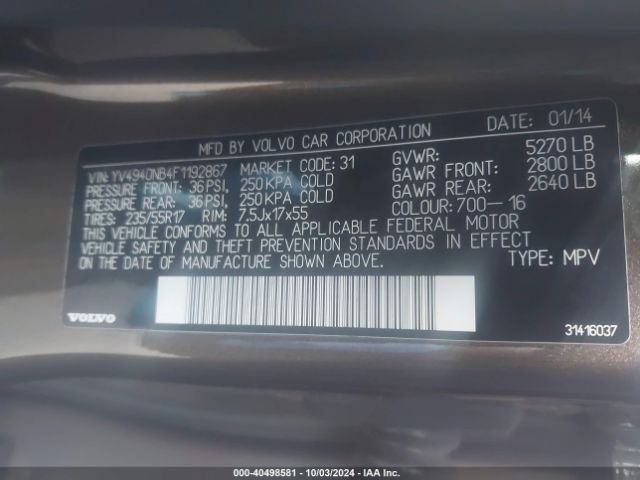 MFD BY VOLVO CAR CORPORATION DATE: 01/14
VIN: YV4940NB4F1192867 MARKET CODE: 31 GVWR: 5270 LB
PRESSURE FRONT: 36 PSI, 250 KPA COLD GAWR FRONT: 2800 LB
PRESSURE REAR: 36 PSI, 250 KPA COLD GAWR REAR: 2640 LB
TIRES: 235/55R17 RIM: 7.5Jx17x55 COLOUR: 700-16
THIS VEHICLE CONFORMS TO ALL APPLICABLE FEDERAL MOTOR
VEHICLE SAFETY AND THEFT PREVENTION STANDARDS IN EFFECT
ON THE DATE OF MANUFACTURE SHOWN ABOVE. TYPE: MPV
VOLVO 31416037
000-40498581 - 10/03/2024 - IAA Inc.